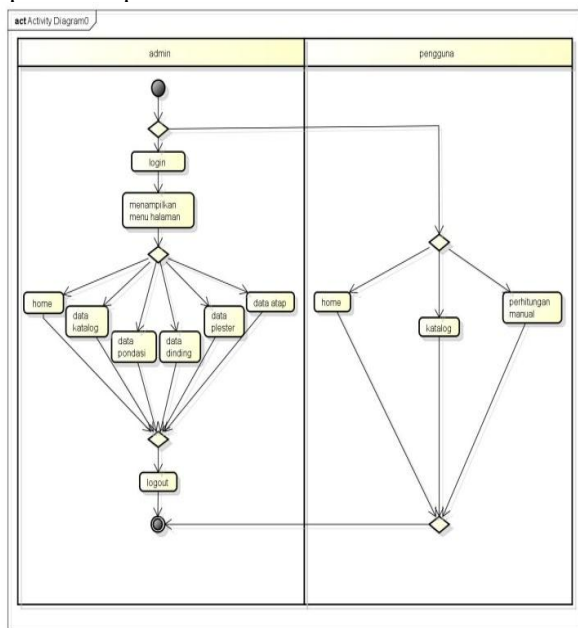 act Activity Diagram0
admin
pengguna
login
menampilkan
menu halaman
home
data
katalog
data
pondasi
data
dinding
data
plester
data atap
home
katalog
perhitungan
manual
logout